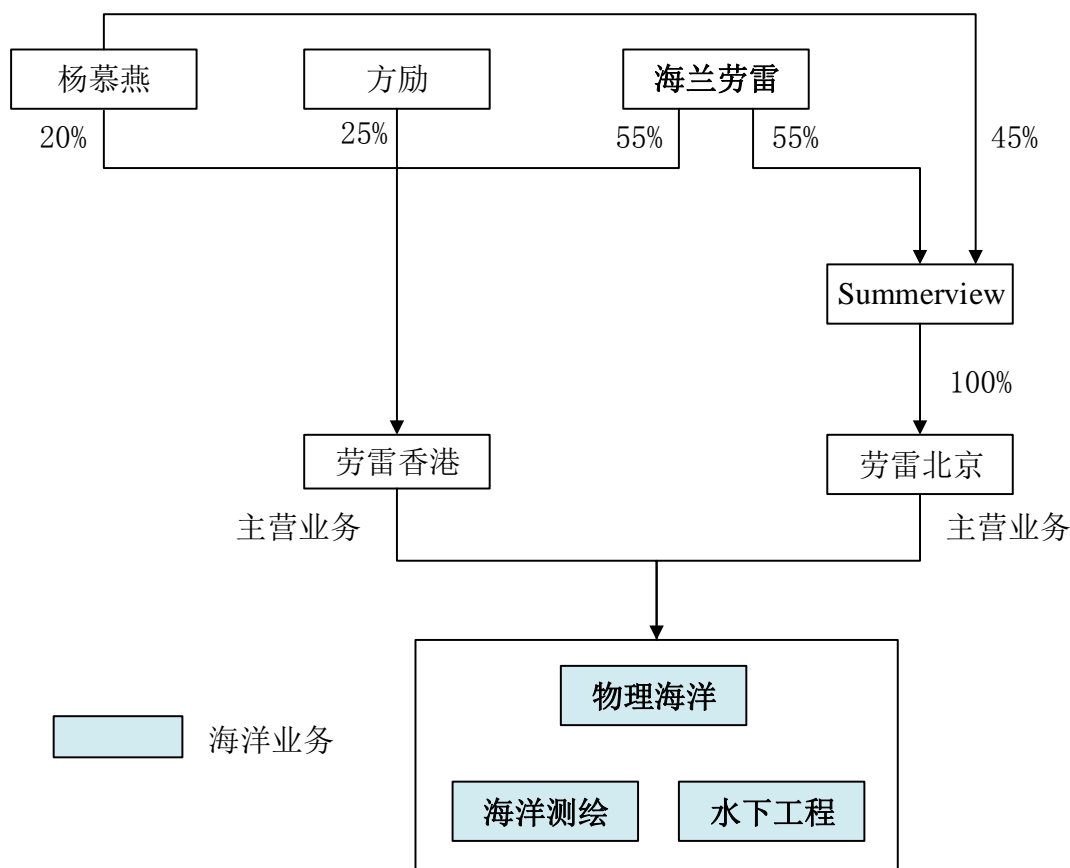 杨慕燕
方励
海兰劳雷
20%
25%
55%
55%
45%
Summerview
100%
劳雷香港
劳雷北京
主营业务
主营业务
物理海洋
海洋业务
海洋测绘
水下工程